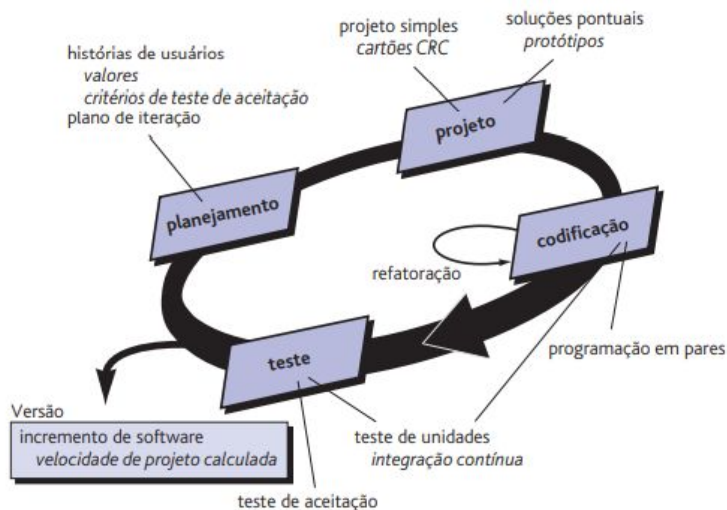 projeto simples
cartões CRC
soluções pontuais
protótipos
histórias de usuários
valores
critérios de teste de aceitação
plano de iteração
projeto
planejamento
codificação
refatoração
teste
programação em pares
Versão
incremento de software
velocidade de projeto calculada
teste de unidades
integração contínua
teste de aceitação